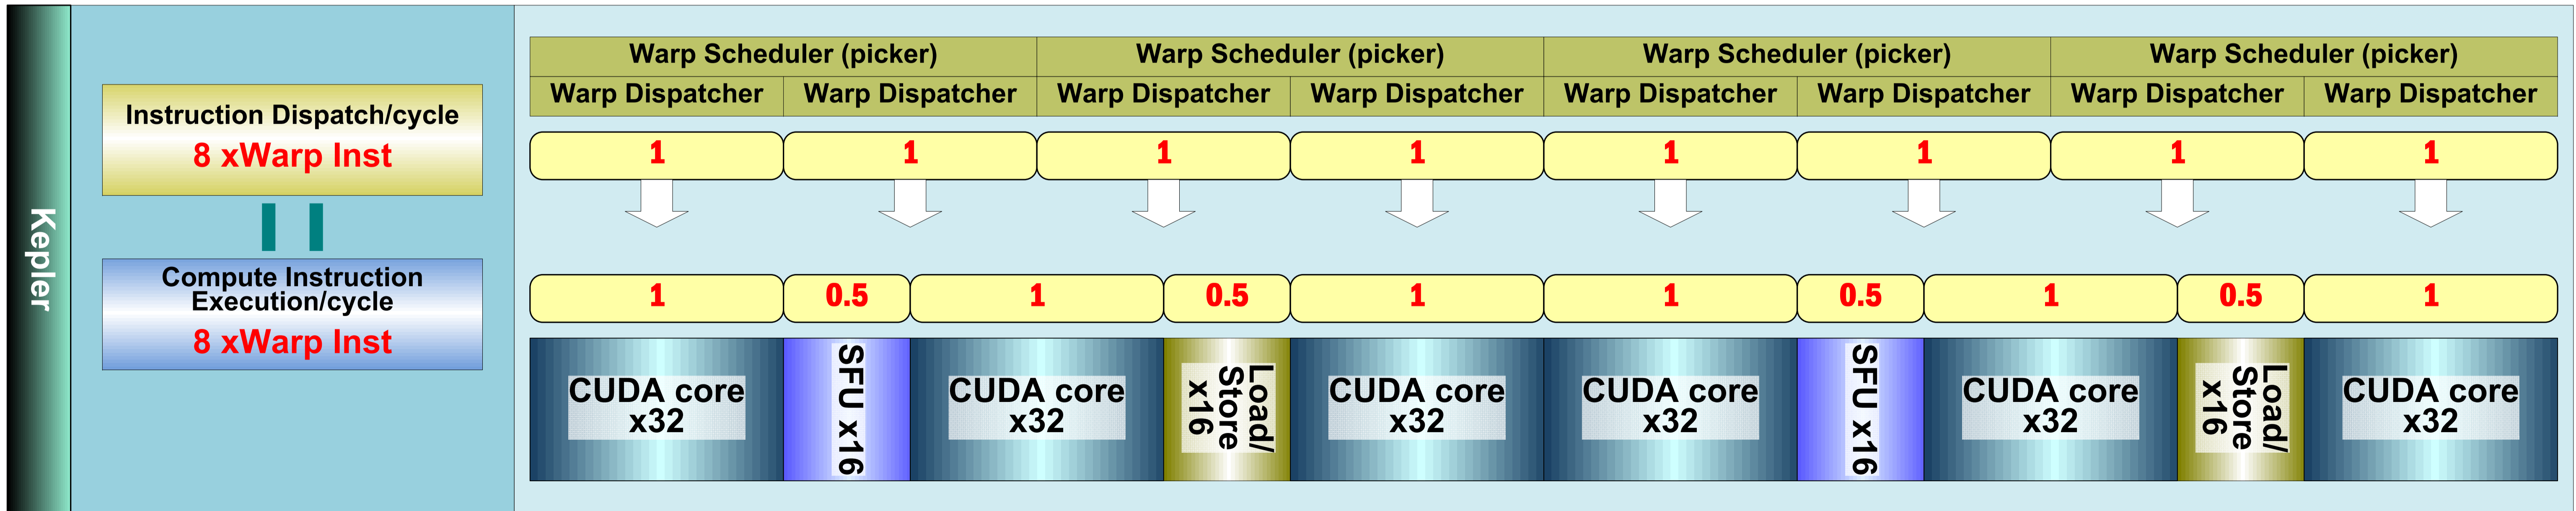 Kepler
Instruction Dispatch/cycle
8 xWarp Inst
Compute Instruction
Execution/cycle
8 xWarp Inst
Warp Scheduler (picker) Warp Scheduler (picker) Warp Scheduler (picker) Warp Scheduler (picker)
Warp Dispatcher Warp Dispatcher Warp Dispatcher Warp Dispatcher Warp Dispatcher Warp Dispatcher Warp Dispatcher Warp Dispatcher
1 1 1 1 1 1 1 1
1 0.5 1 0.5 1 1 0.5 1 0.5 1
CUDA core
x32
SFU x16
CUDA core
x32
Load/
Store
x16
CUDA core
x32
CUDA core
x32
SFU x16
CUDA core
x32
Load/
Store
x16
CUDA core
x32